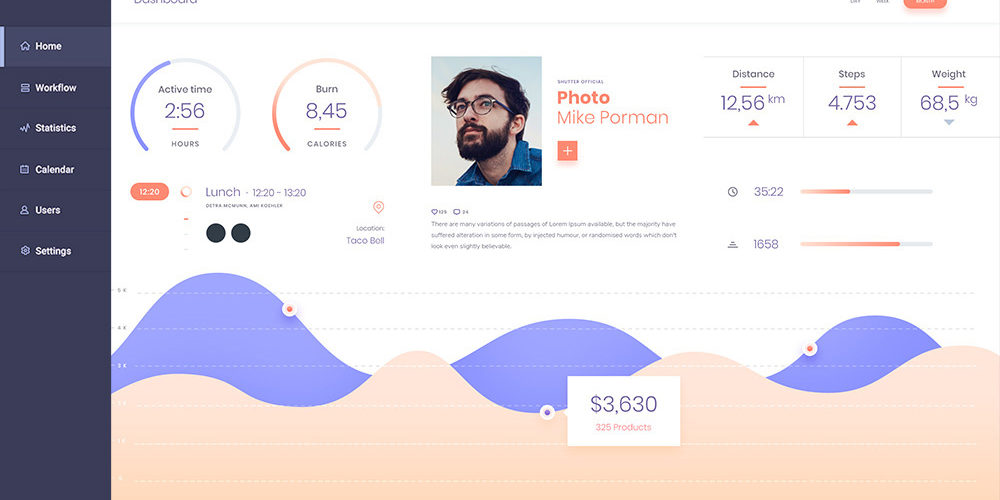 Dashboard
DAY WEEK MONTH
Home
Workflow
Statistics
Calendar
Users
Settings
Active time
2:56
HOURS
Burn
8,45
CALORIES
SHUTTER OFFICIAL
Photo
Mike Porman
Distance
12,56 km
Steps
4.753
Weight
68,5 kg
12:20
Lunch - 12:20 - 13:20
DETRA MCMUNN, AMI KOEHLER
Location:
Taco Bell
129 24
There are many variations of passages of Lorem Ipsum available, but the majority have
suffered alteration in some form, by injected humour, or randomised words which don't
look even slightly believable.
35:22
1658
5 K
4 K
3 K
$3,630
325 Products